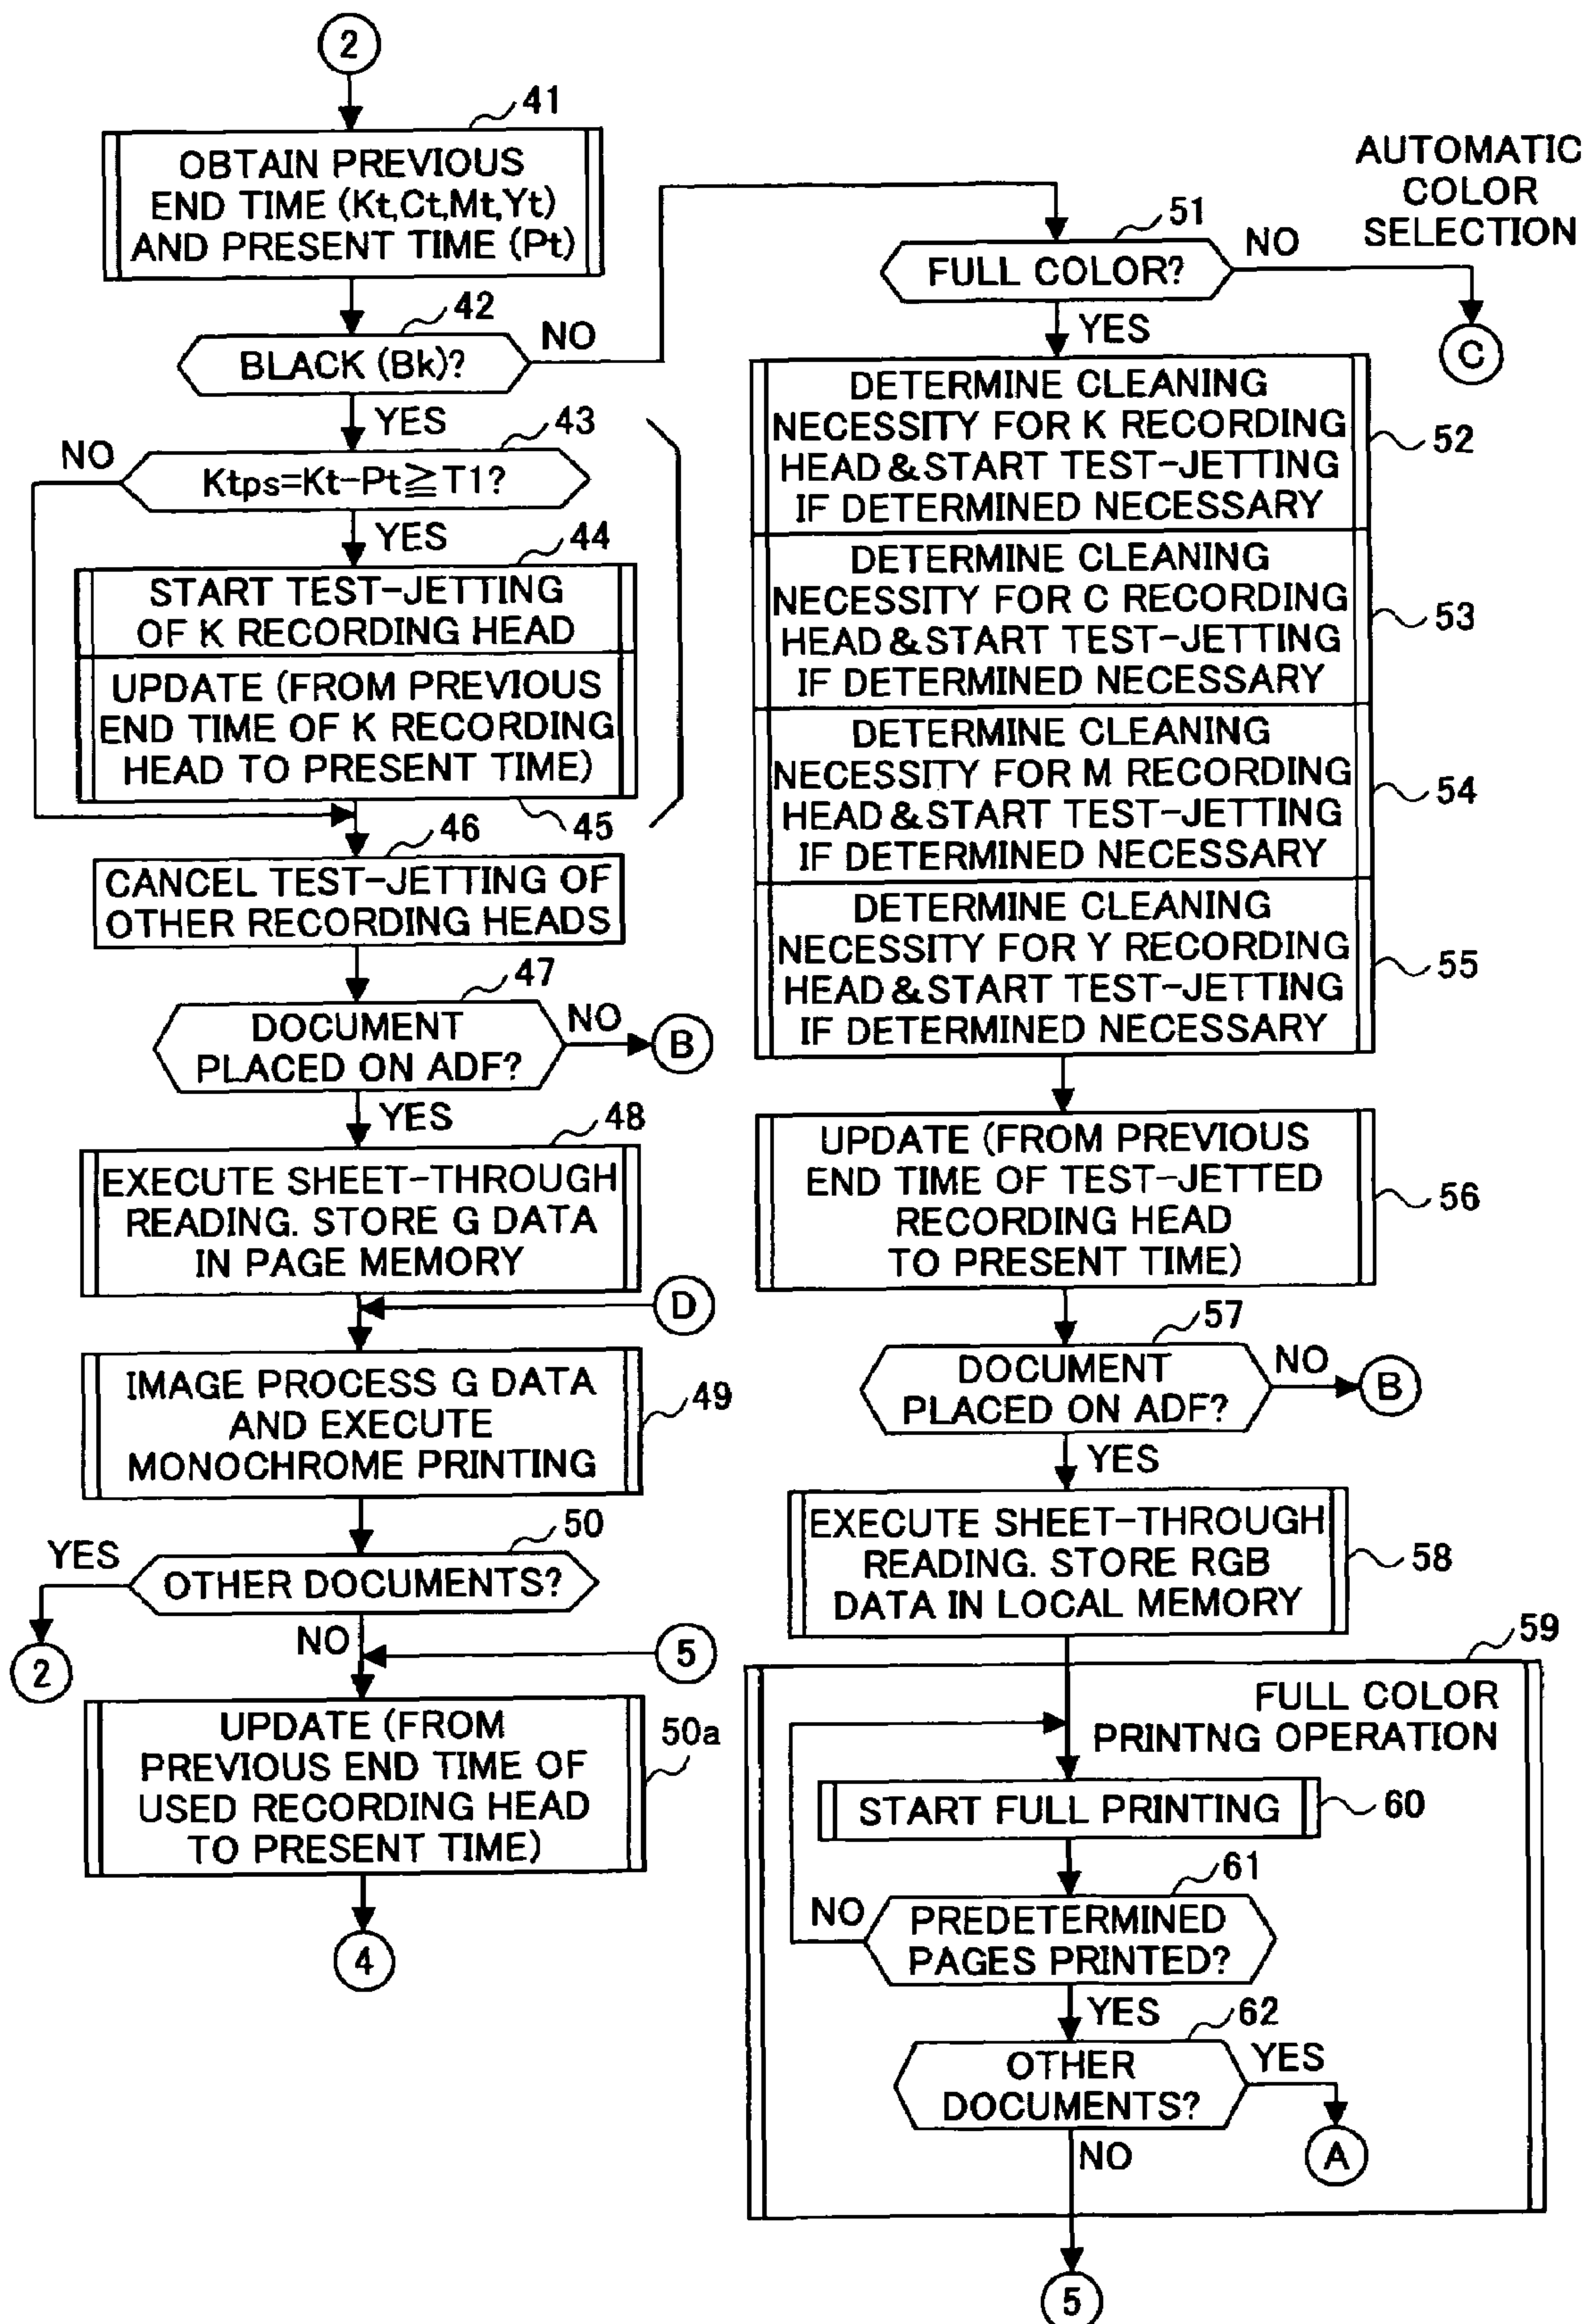 2
41
OBTAIN PREVIOUS
END TIME (Kt,Ct,Mt,Yt)
AND PRESENT TIME (Pt)
42
BLACK (Bk)?
NO
YES
43
NO
Ktps=Kt-Pt≧T1?
YES
44
START TEST-JETTING
OF K RECORDING HEAD
UPDATE (FROM PREVIOUS
END TIME OF K RECORDING
HEAD TO PRESENT TIME)
45
46
CANCEL TEST-JETTING OF
OTHER RECORDING HEADS
47
DOCUMENT
PLACED ON ADF?
NO
B
YES
48
EXECUTE SHEET-THROUGH
READING. STORE G DATA
IN PAGE MEMORY
D
IMAGE PROCESS G DATA
AND EXECUTE
MONOCHROME PRINTING
49
50
YES
OTHER DOCUMENTS?
2
NO
5
UPDATE (FROM
PREVIOUS END TIME OF
USED RECORDING HEAD
TO PRESENT TIME)
50a
4
AUTOMATIC
COLOR
SELECTION
51
FULL COLOR?
NO
C
YES
DETERMINE CLEANING
NECESSITY FOR K RECORDING
HEAD&START TEST-JETTING
IF DETERMINED NECESSARY
52
DETERMINE CLEANING
NECESSITY FOR C RECORDING
HEAD&START TEST-JETTING
IF DETERMINED NECESSARY
53
DETERMINE CLEANING
NECESSITY FOR M RECORDING
HEAD&START TEST-JETTING
IF DETERMINED NECESSARY
54
DETERMINE CLEANING
NECESSITY FOR Y RECORDING
HEAD&START TEST-JETTING
IF DETERMINED NECESSARY
55
UPDATE (FROM PREVIOUS
END TIME OF TEST-JETTED
RECORDING HEAD
TO PRESENT TIME)
56
57
DOCUMENT
PLACED ON ADF?
NO
B
YES
EXECUTE SHEET-THROUGH
READING. STORE RGB
DATA IN LOCAL MEMORY
58
59
FULL COLOR
PRINTNG OPERATION
START FULL PRINTING
60
61
NO
PREDETERMINED
PAGES PRINTED?
YES
62
OTHER
DOCUMENTS?
YES
A
NO
5